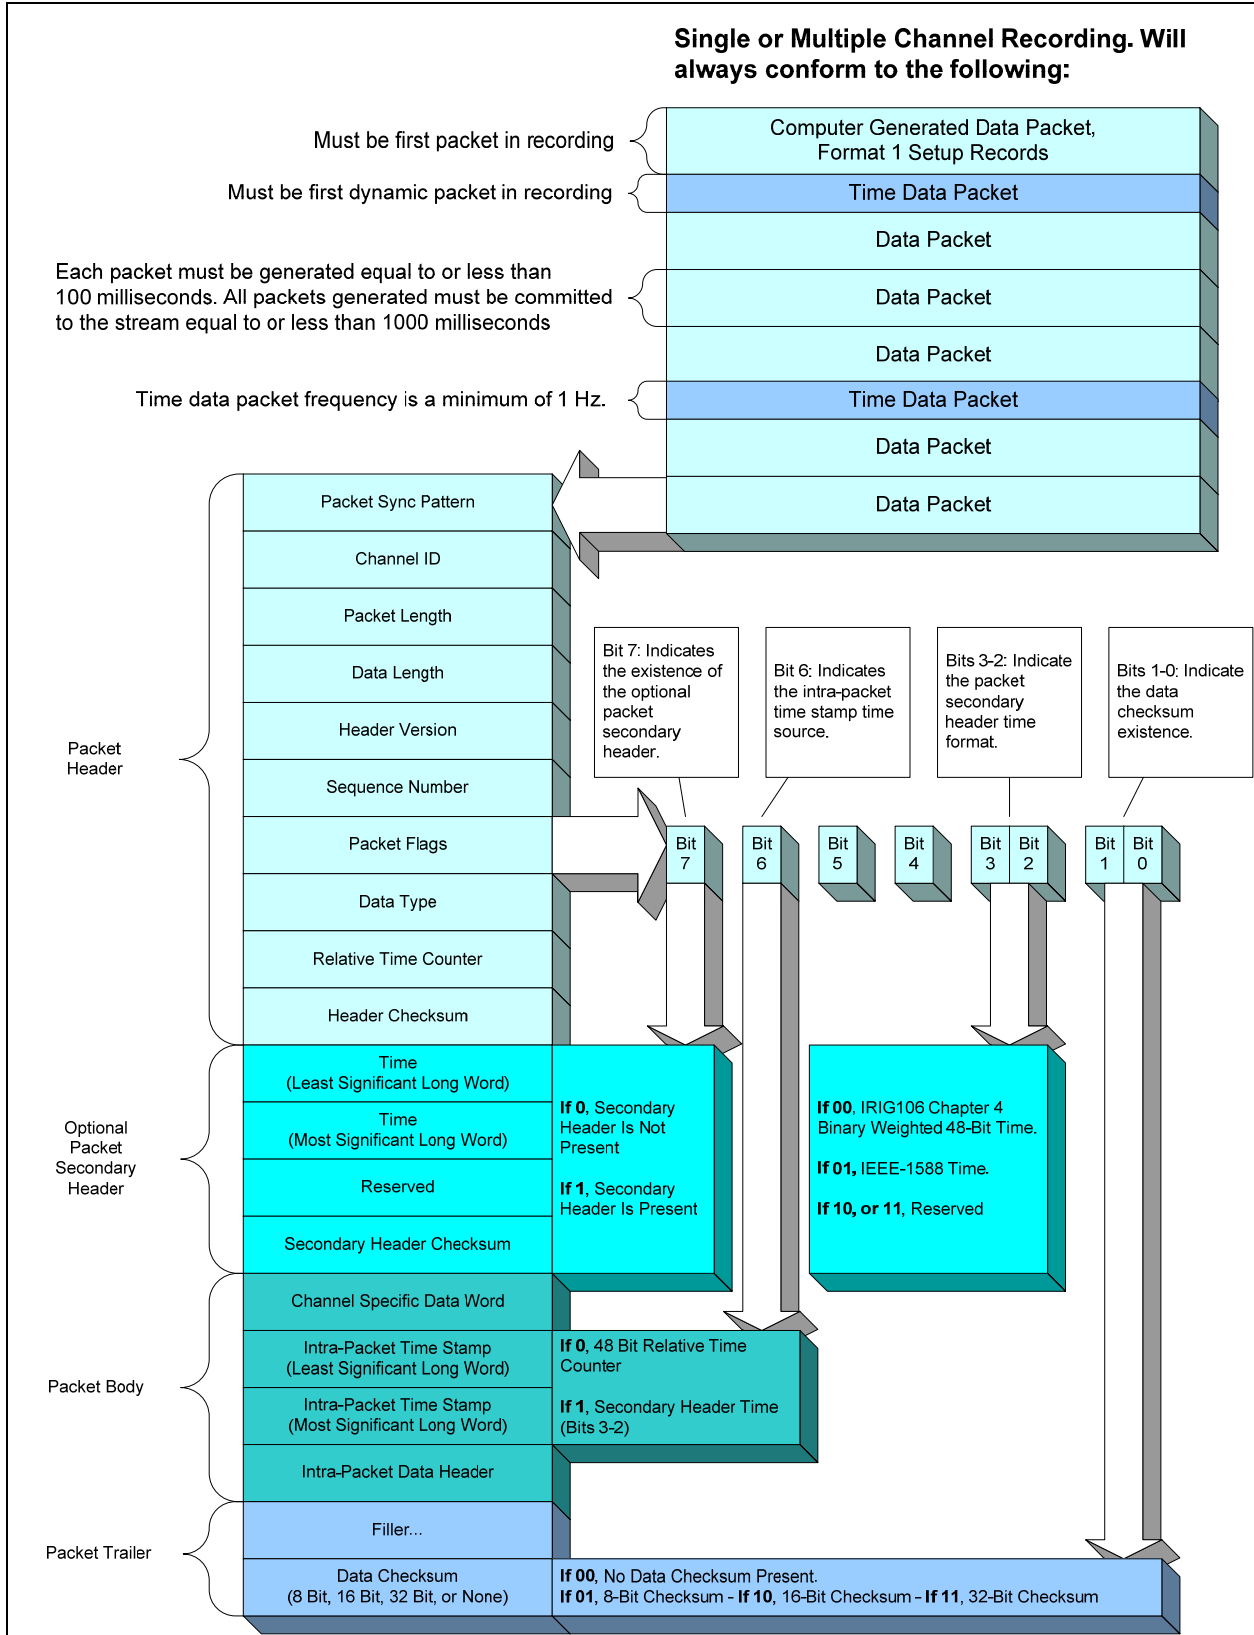 Single or Multiple Channel Recording. Will
always conform to the following:
Must be first packet in recording
Computer Generated Data Packet,
Format 1 Setup Records
Must be first dynamic packet in recording
Time Data Packet
Data Packet
Each packet must be generated equal to or less than
100 milliseconds. All packets generated must be committed
to the stream equal to or less than 1000 milliseconds
Data Packet
Data Packet
Time data packet frequency is a minimum of 1 Hz.
Time Data Packet
Data Packet
Data Packet
Packet
Header
Packet Sync Pattern
Channel ID
Packet Length
Data Length
Header Version
Sequence Number
Packet Flags
Data Type
Relative Time Counter
Header Checksum
Bit 7: Indicates
the existence of
the optional
packet
secondary
header.
Bit 6: Indicates
the intra-packet
time stamp time
source.
Bits 3-2: Indicate
the packet
secondary
header time
format.
Bits 1-0: Indicate
the data
checksum
existence.
Bit
7
Bit
6
Bit
5
Bit
4
Bit
3
Bit
2
Bit
1
Bit
0
Optional
Packet
Secondary
Header
Time
(Least Significant Long Word)
Time
(Most Significant Long Word)
Reserved
Secondary Header Checksum
If 0, Secondary
Header Is Not
Present
If 1, Secondary
Header Is Present
If 00, IRIG106 Chapter 4
Binary Weighted 48-Bit Time.
If 01, IEEE-1588 Time.
If 10, or 11, Reserved
Packet Body
Channel Specific Data Word
Intra-Packet Time Stamp
(Least Significant Long Word)
Intra-Packet Time Stamp
(Most Significant Long Word)
Intra-Packet Data Header
If 0, 48 Bit Relative Time
Counter
If 1, Secondary Header Time
(Bits 3-2)
Packet Trailer
Filler...
Data Checksum
(8 Bit, 16 Bit, 32 Bit, or None)
If 00, No Data Checksum Present.
If 01, 8-Bit Checksum - If 10, 16-Bit Checksum - If 11, 32-Bit Checksum